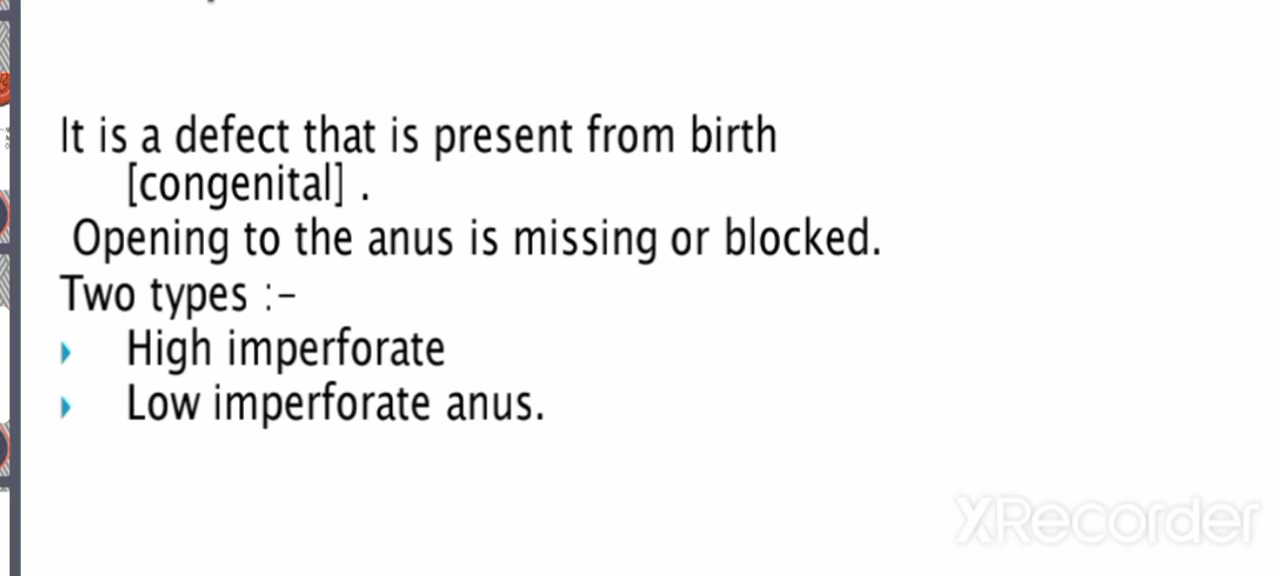 It is a defect that is present from birth
[congenital] .
Opening to the anus is missing or blocked.
Two types :-
High imperforate
Low imperforate anus.
XRecorder